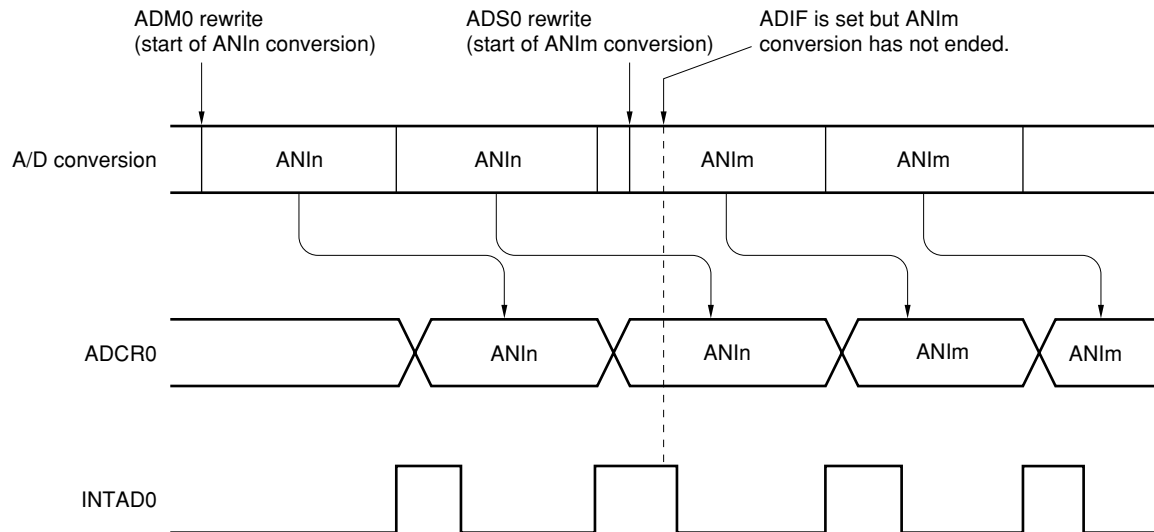 ADM0 rewrite
(start of ANIn conversion)
ADS0 rewrite
(start of ANIm conversion)
ADIF is set but ANIm
conversion has not ended.
A/D conversion
ANIn
ANIn
ANIm
ANIm
ADCR0
ANIn
ANIn
ANIm
ANIm
INTAD0